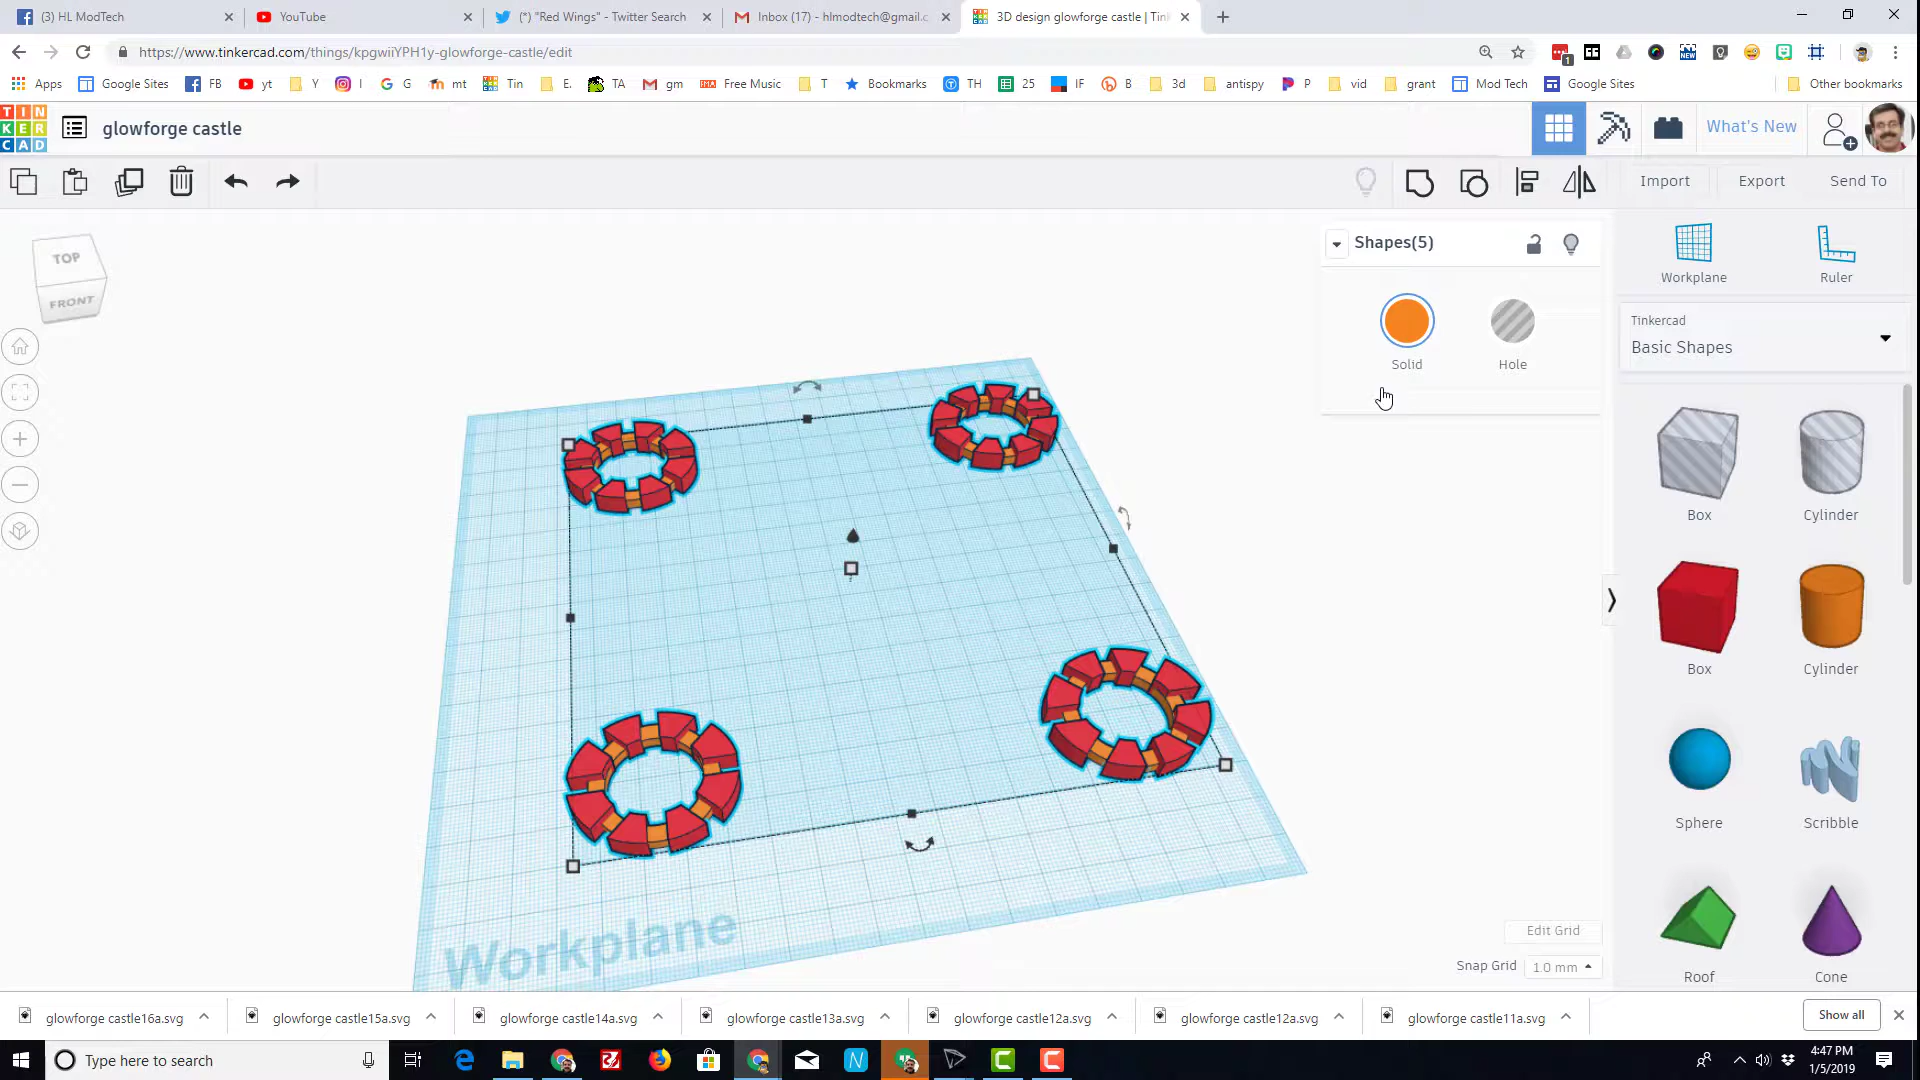 (3) HL ModTech
YouTube
(*) "Red Wings" - Twitter Search
Inbox (17) - hlmodtech@gmail.c
3D design glowforge castle | Tink
https://www.tinkercad.com/things/kpgwiiYPH1y-glowforge-castle/edit
Apps
Google Sites
FB
yt
Y
I
G
mt
Tin
E.
TA
gm
Free Music
T
Bookmarks
TH
25
IF
B
3d
antispy
P
vid
grant
Mod Tech
Google Sites
Other bookmarks
TIN
KER
CAD
glowforge castle
What's New
Import
Export
Send To
TOP
FRONT
Shapes(5)
Solid
Hole
Workplane
Ruler
Tinkercad
Basic Shapes
Box
Cylinder
Box
Cylinder
Sphere
Scribble
Roof
Cone
Workplane
Edit Grid
Snap Grid
1.0 mm
glowforge castle16a.svg
glowforge castle15a.svg
glowforge castle14a.svg
glowforge castle13a.svg
glowforge castle12a.svg
glowforge castle12a.svg
glowforge castle11a.svg
Show all
Type here to search
4:47 PM
1/5/2019